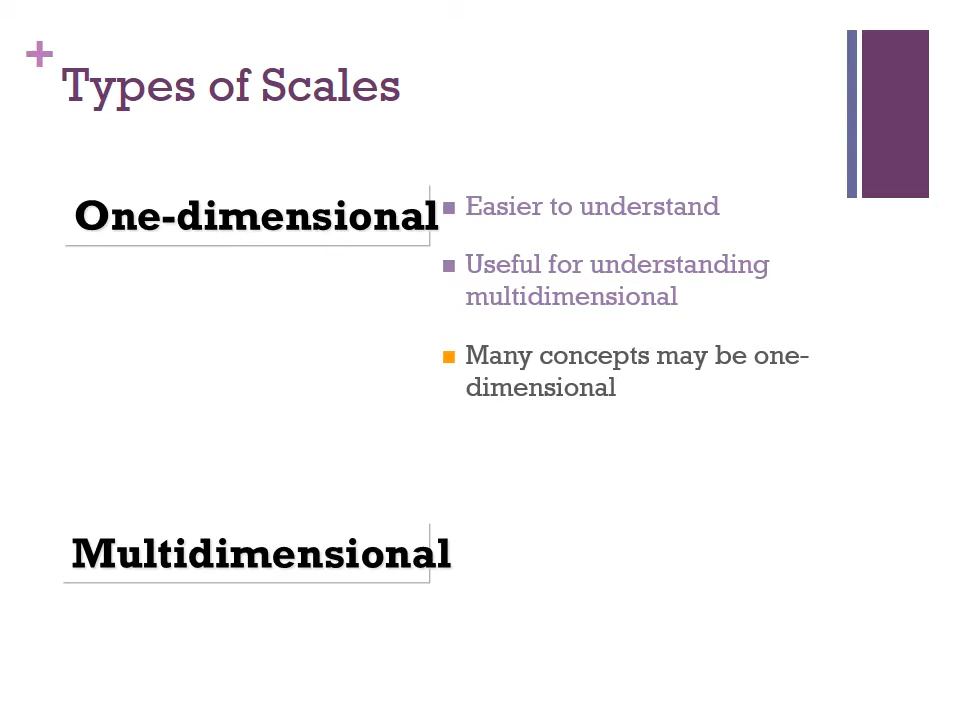 +
Types of Scales
One-dimensional
■ Easier to understand
■ Useful for understanding
multidimensional
■ Many concepts may be one-
dimensional
Multidimensional